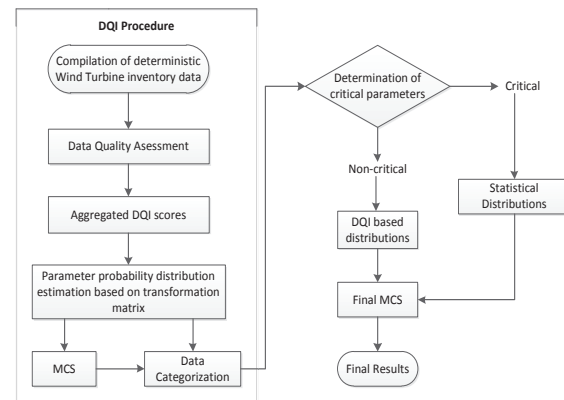 DQI Procedure
Compilation of deterministic
Wind Turbine inventory data
Data Quality Asessment
Aggregated DQI scores
Parameter probability distribution
estimation based on transformation
matrix
MCS
Data
Categorization
Determination of
critical parameters
Critical
Non-critical
Statistical
Distributions
DQI based
distributions
Final MCS
Final Results